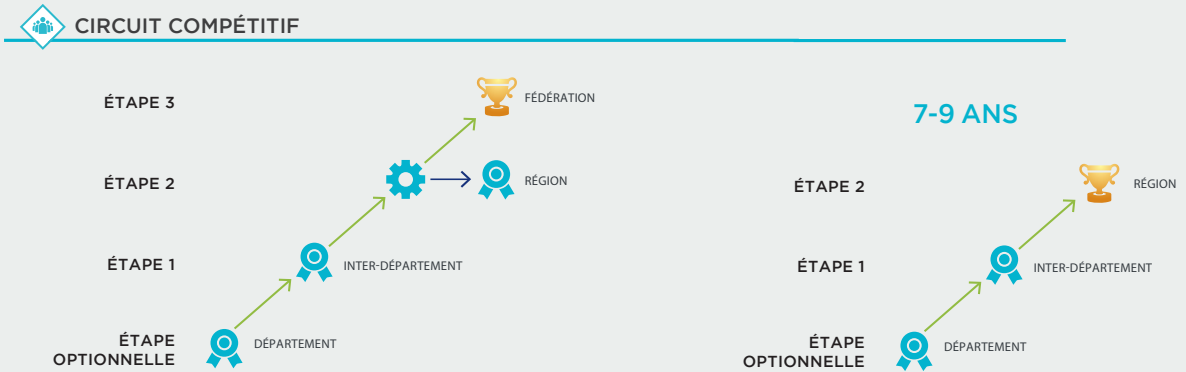 CIRCUIT COMPÉTITIF
ÉTAPE 3
FÉDÉRATION
ÉTAPE 2
RÉGION
ÉTAPE 1
INTER-DÉPARTEMENT
ÉTAPE
OPTIONNELLE
DÉPARTEMENT
7-9 ANS
ÉTAPE 2
RÉGION
ÉTAPE 1
INTER-DÉPARTEMENT
ÉTAPE
OPTIONNELLE
DÉPARTEMENT